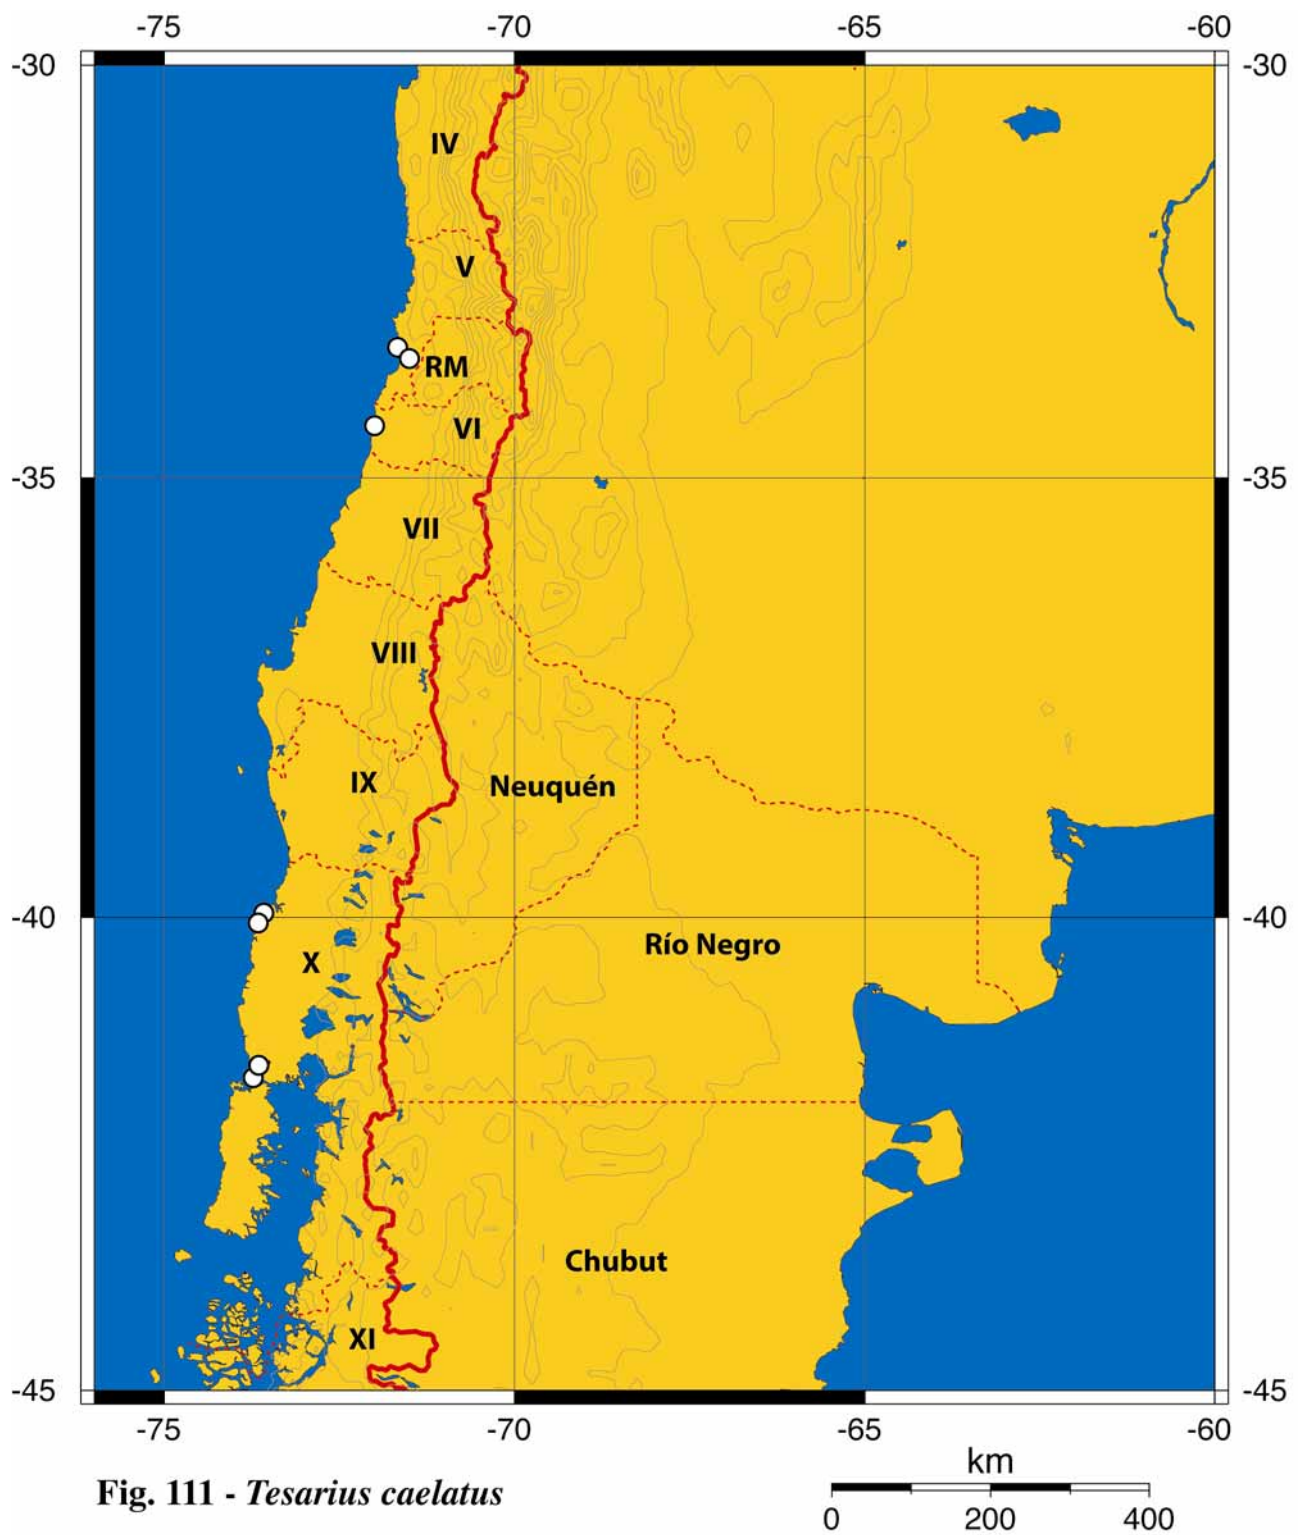 -75 -70 -65 -60
-30 -30
IV
V
RM
VI
-35 -35
VII
VIII
IX
Neuquén
-40 -40
Río Negro
X
Chubut
XI
-45 -45
-75 -70 -65 -60
km
Fig. 111 - Tesarius caelatus
0 200 400